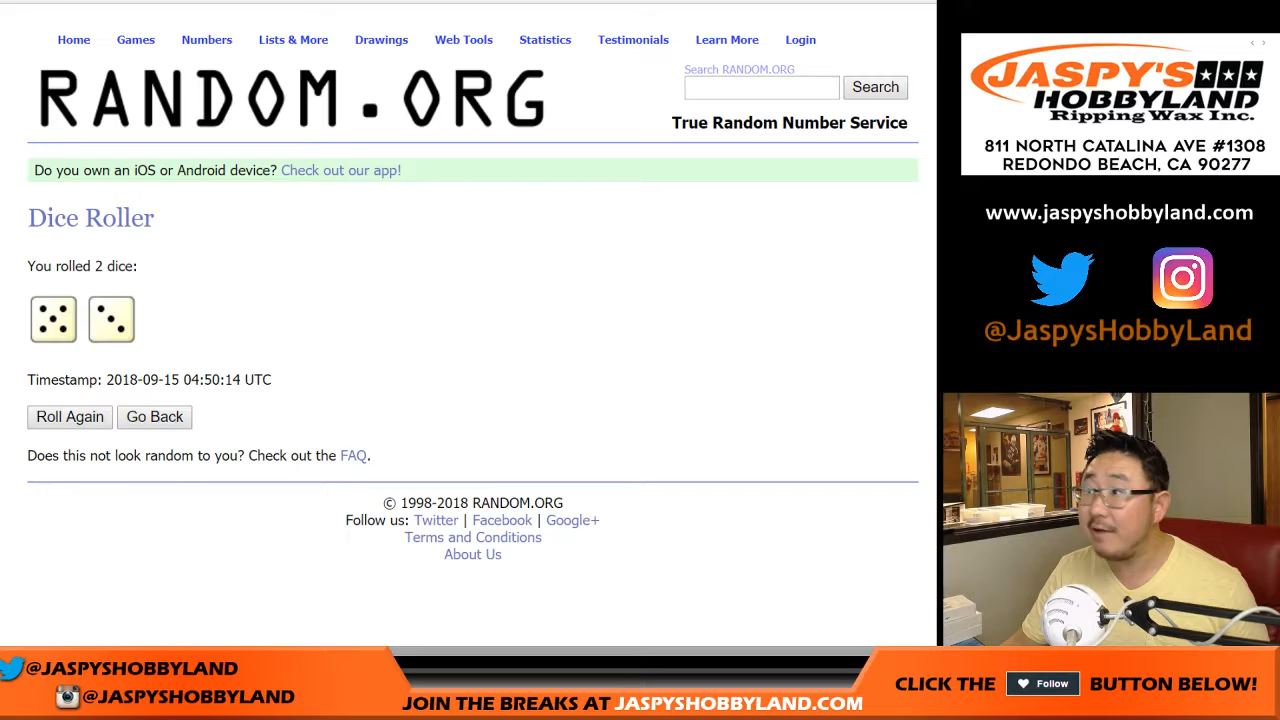 Home Games Numbers Lists & More Drawings Web Tools Statistics Testimonials Learn More Login
RANDOM.ORG
Search RANDOM.ORG
Search
True Random Number Service
Do you own an iOS or Android device? Check out our app!
Dice Roller
You rolled 2 dice:
Timestamp: 2018-09-15 04:50:14 UTC
Roll Again Go Back
Does this not look random to you? Check out the FAQ.
© 1998-2018 RANDOM.ORG
Follow us: Twitter | Facebook | Google+
Terms and Conditions
About Us
JASPY'S
HOBBYLAND
Ripping Wax Inc.
811 NORTH CATALINA AVE #1308
REDONDO BEACH, CA 90277
www.jaspyshobbyland.com
@JaspysHobbyLand
@JASPYSHOBBYLAND
@JASPYSHOBBYLAND
JOIN THE BREAKS AT JASPYSHOBBYLAND.COM
CLICK THE Follow BUTTON BELOW!